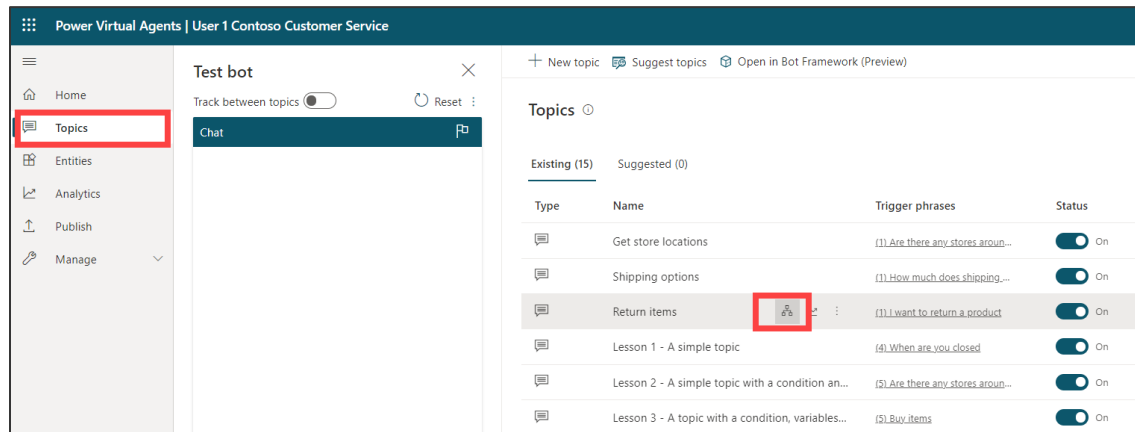 Power Virtual Agents | User 1 Contoso Customer Service
Home
Topics
Entities
Analytics
Publish
Manage
Test bot
Track between topics
Reset
Chat
New topic
Suggest topics
Open in Bot Framework (Preview)
Topics
Existing (15)
Suggested (0)
Type Name Trigger phrases Status
Get store locations (1) Are there any stores aroun... On
Shipping options (1) How much does shipping ... On
Return items (1) I want to return a product On
Lesson 1 - A simple topic (4) When are you closed On
Lesson 2 - A simple topic with a condition an... (5) Are there any stores aroun... On
Lesson 3 - A topic with a condition, variables... (5) Buy items On